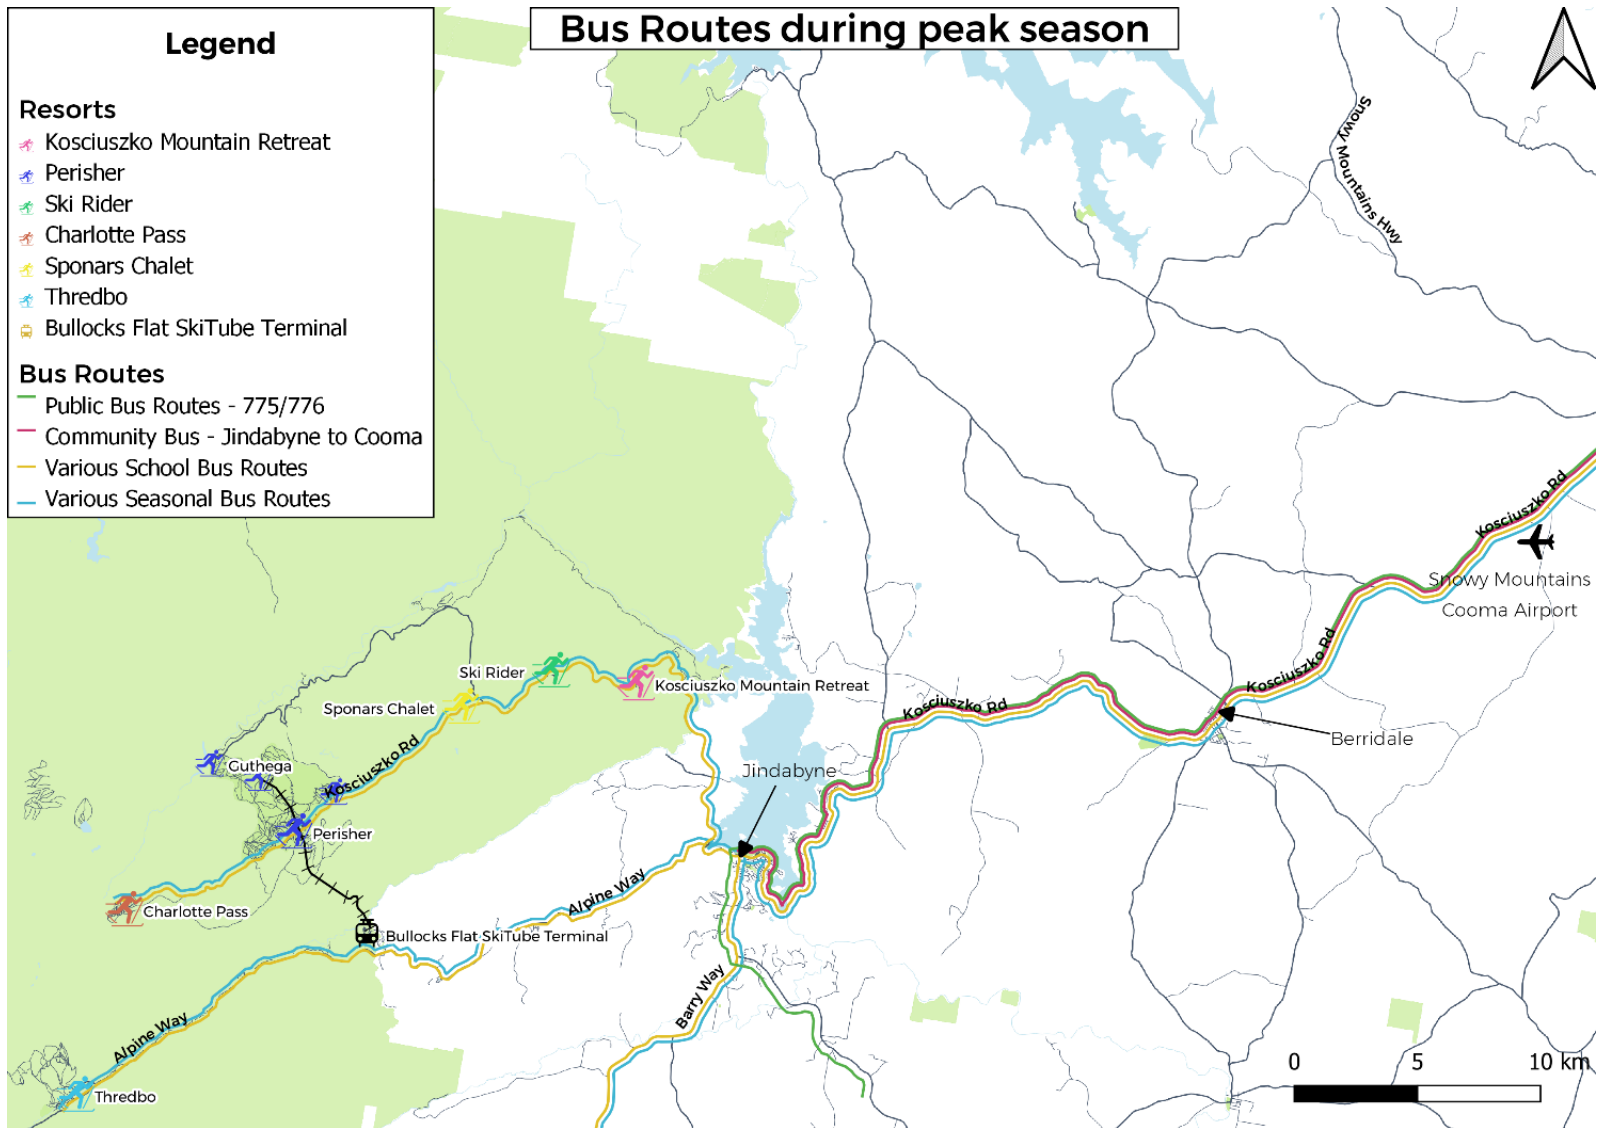 Bus Routes during peak season
Legend
Resorts
Kosciuszko Mountain Retreat
Perisher
Ski Rider
Charlotte Pass
Sponars Chalet
Thredbo
Bullocks Flat SkiTube Terminal
Bus Routes
Public Bus Routes - 775/776
Community Bus - Jindabyne to Cooma
Various School Bus Routes
Various Seasonal Bus Routes
Snowy Mountains Hwy
Kosciuszko Rd
Snowy Mountains
Cooma Airport
Kosciuszko Rd
Ski Rider
Kosciuszko Mountain Retreat
Sponars Chalet
Kosciuszko Rd
Berridale
Kosciuszko Rd
Guthega
Jindabyne
Perisher
Alpine Way
Charlotte Pass
Bullocks Flat SkiTube Terminal
Barry Way
Alpine Way
Thredbo
0 5 10 km